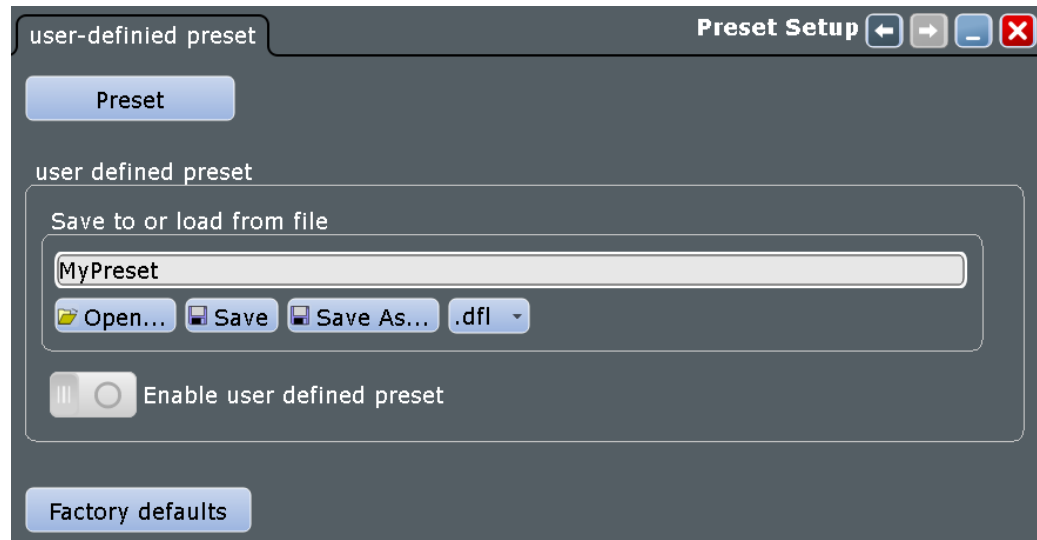 user-definied preset
Preset Setup
Preset
user defined preset
Save to or load from file
MyPreset
Open... Save Save As... .dfl
Enable user defined preset
Factory defaults